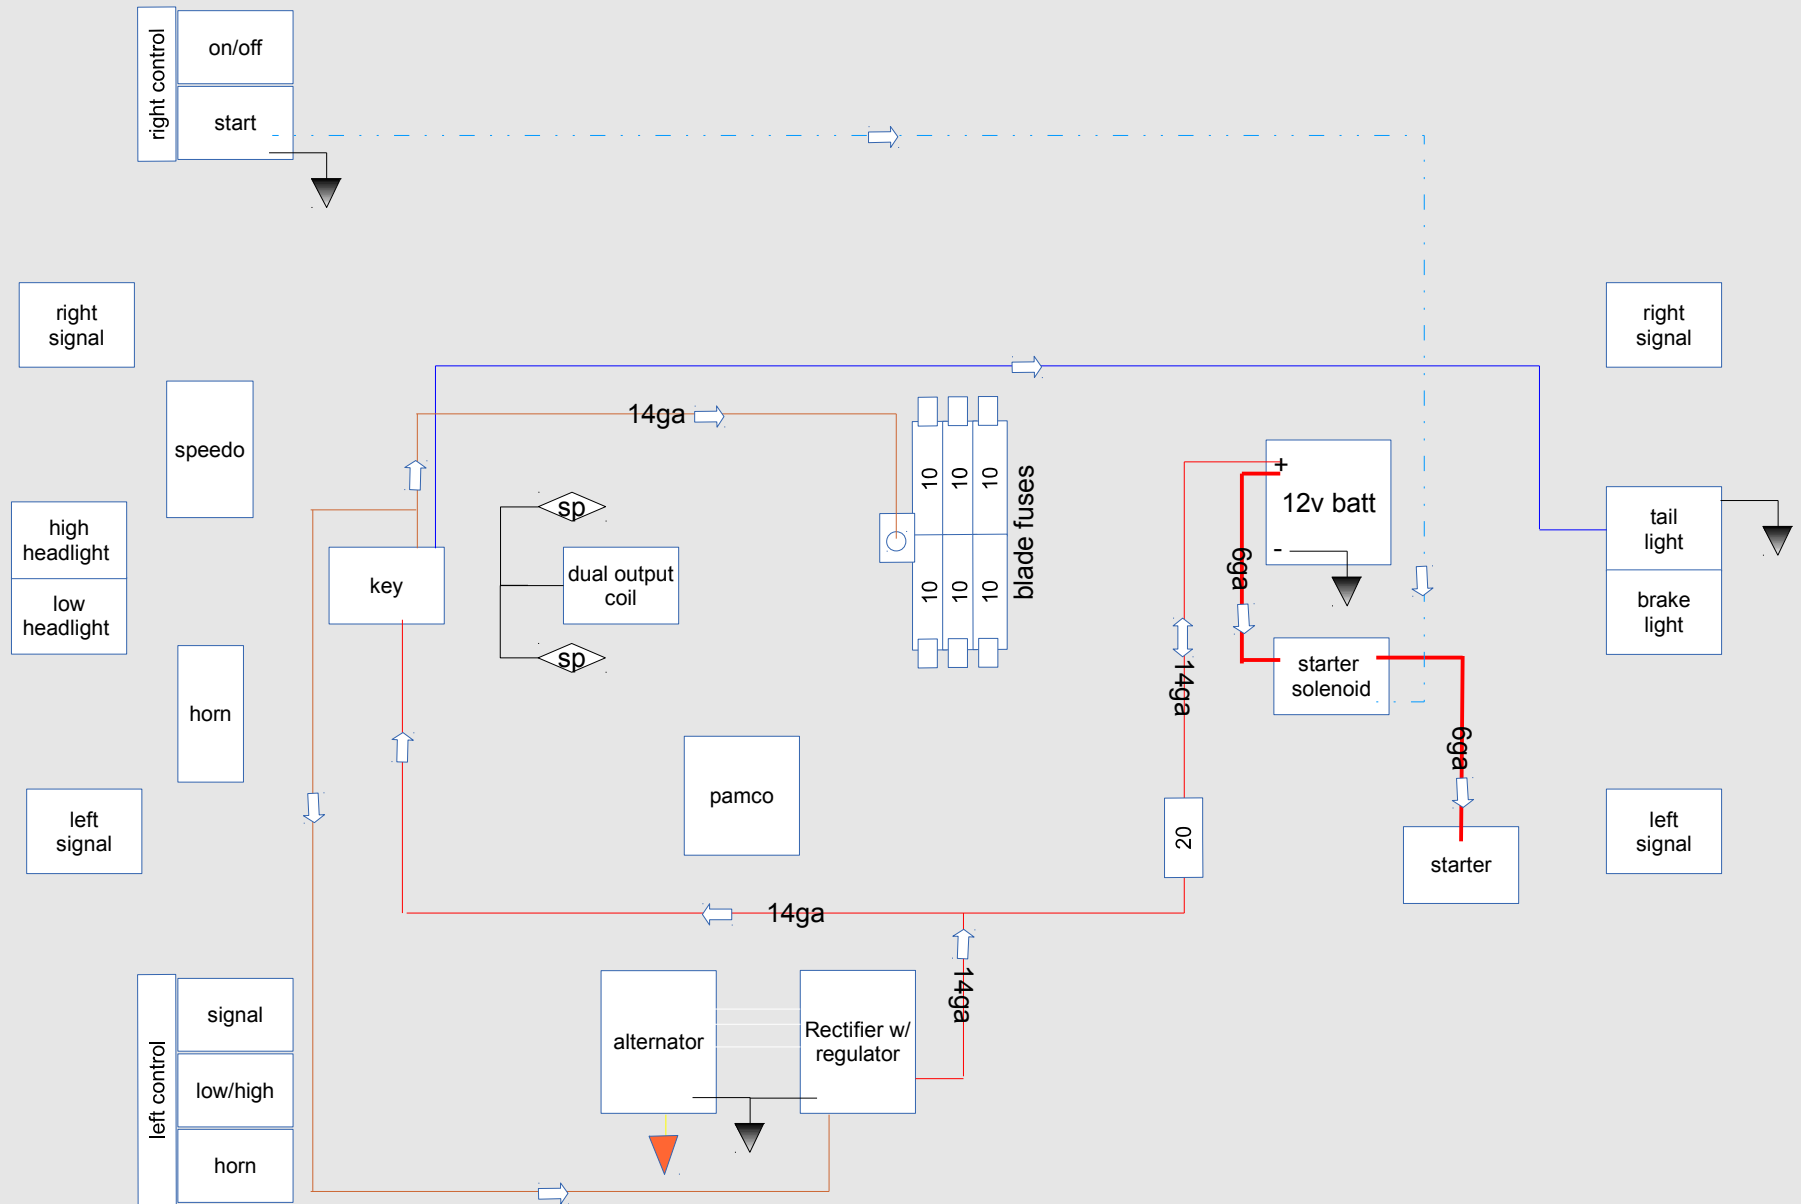 right control
on/off
start
right
signal
right
signal
speedo
14ga
10
10
10
10
10
10
blade fuses
+
12v batt
-
6ga
high
headlight
low
headlight
key
sp
dual output
coil
sp
tail
light
brake
light
14ga
starter
solenoid
6ga
horn
pamco
left
signal
20
starter
left
signal
14ga
14ga
left control
signal
low/high
horn
alternator
Rectifier w/
regulator